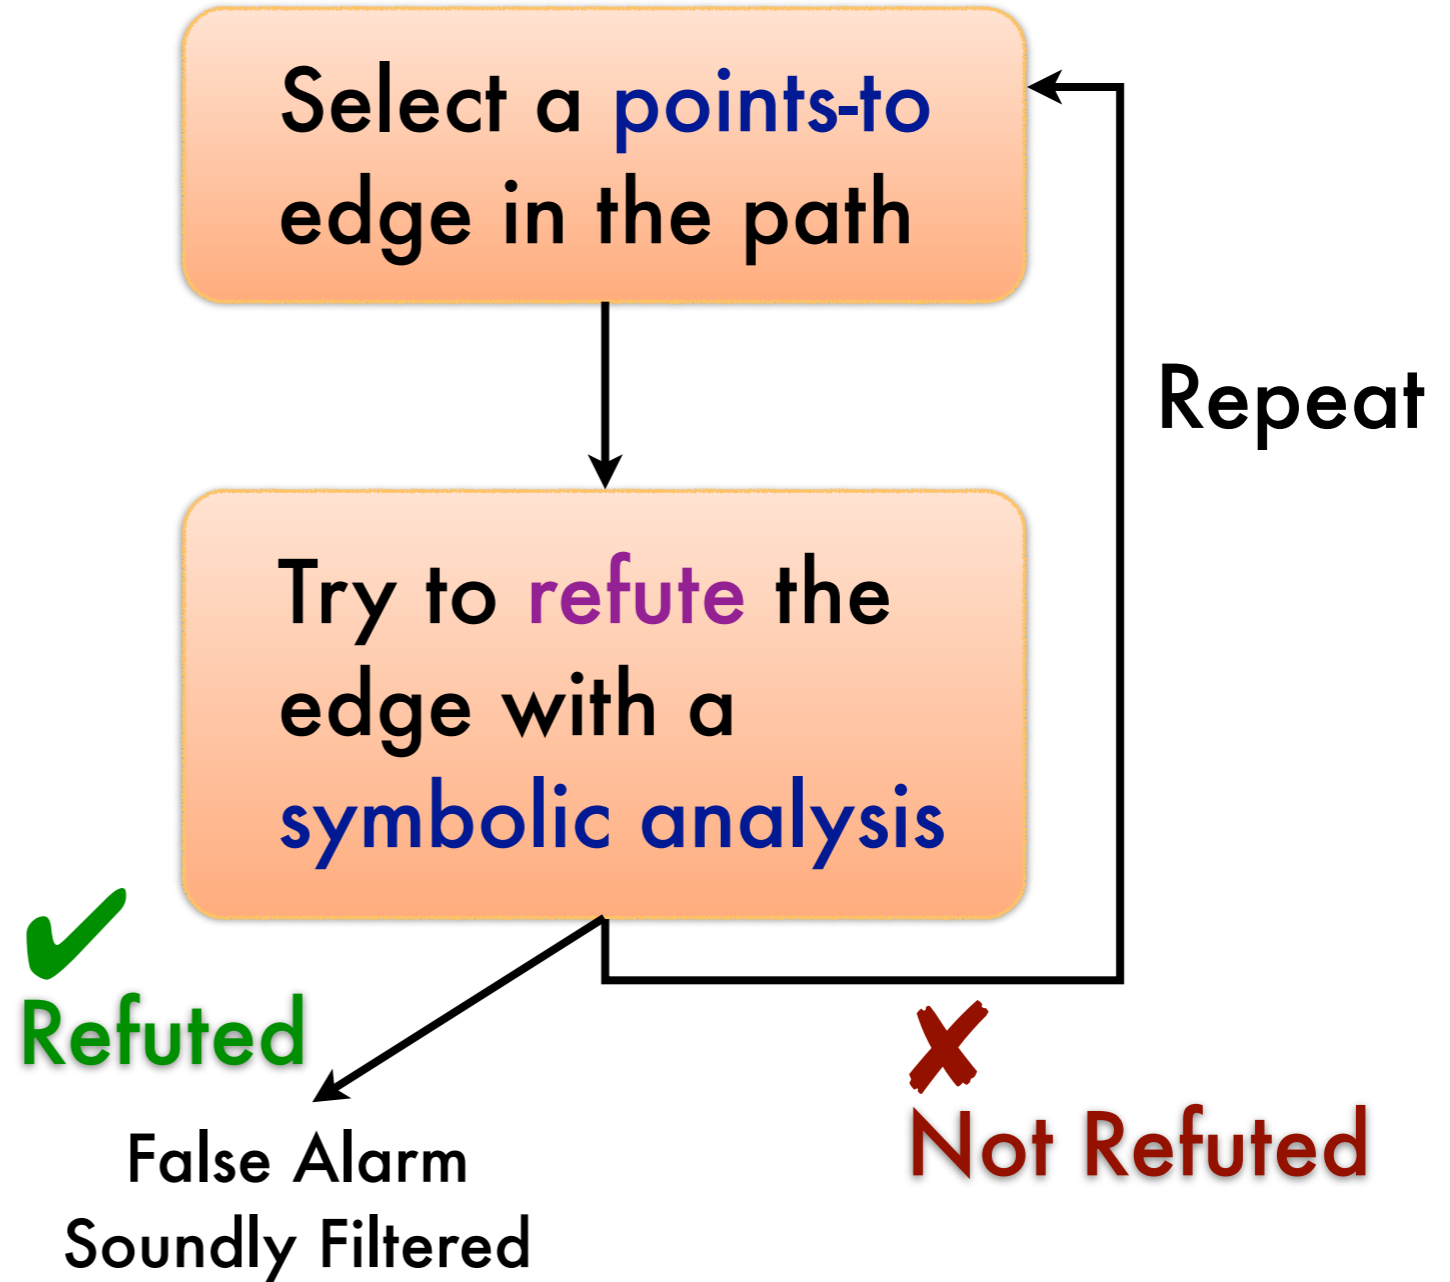 Select a points-to
edge in the path
Repeat
Try to refute the
edge with a
symbolic analysis
Refuted
Not Refuted
False Alarm
Soundly Filtered